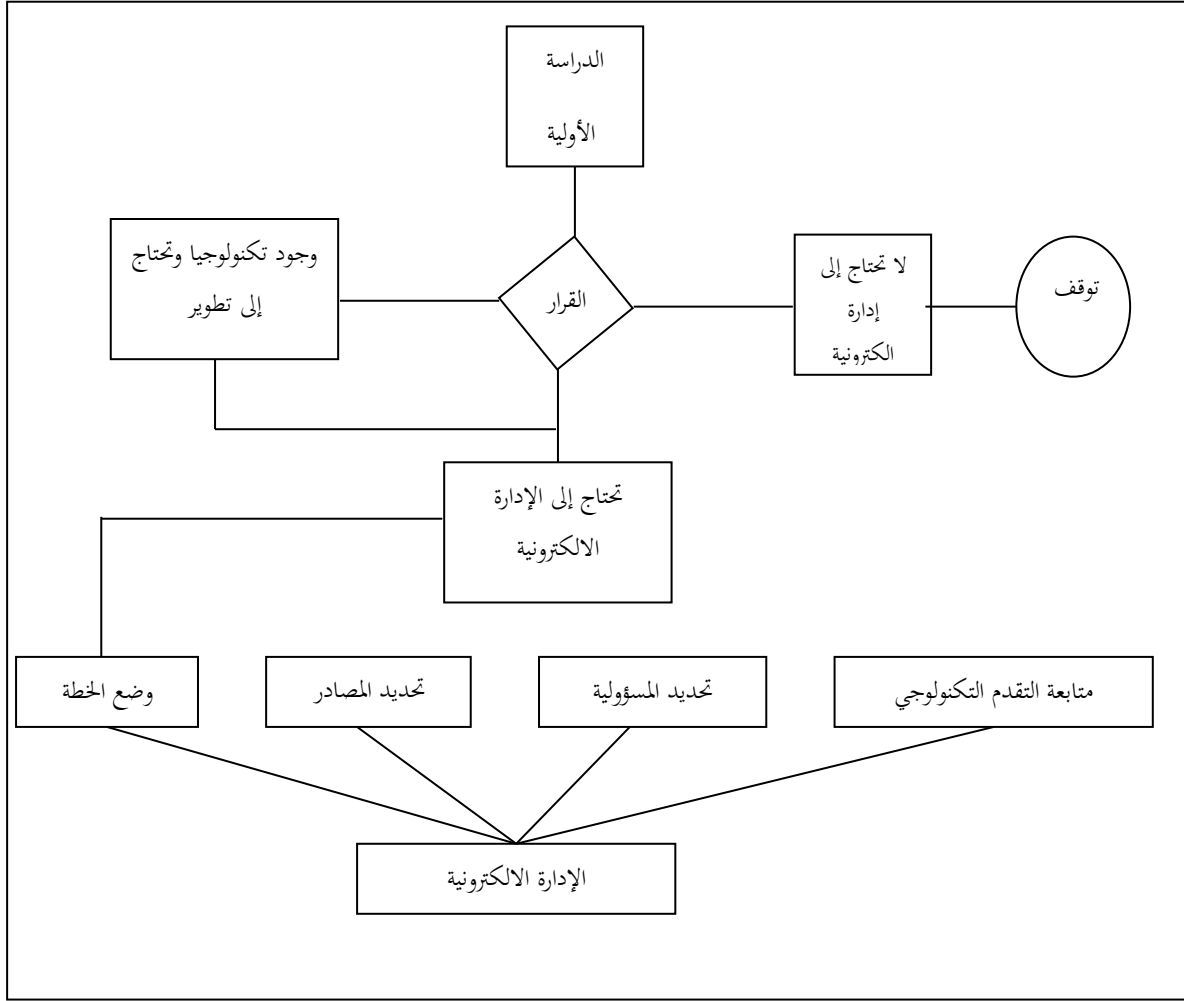 الدراسة
الأولية
وجود تكنولوجيا وتحتاج
إلى تطوير
القرار
لا تحتاج إلى
إدارة
الكترونية
توقف
تحتاج إلى الإدارة
الالكترونية
وضع الخطة
تحديد المصادر
تحديد المسؤولية
متابعة التقدم التكنولوجي
الإدارة الالكترونية